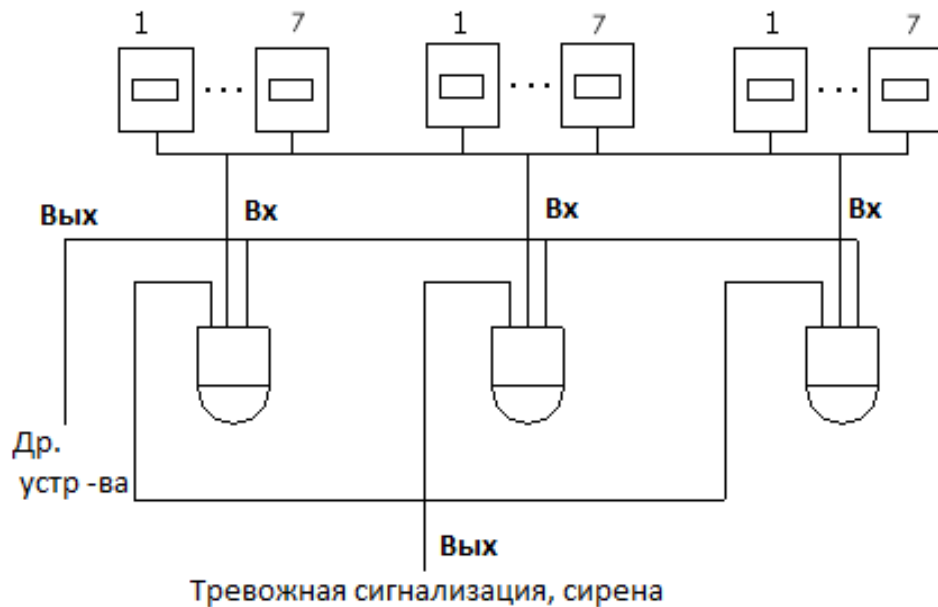 1 ... 7 1 ... 7 1 ... 7
Вых Вх Вх Вх
Др.
устр -ва
Вых
Тревожная сигнализация, сирена